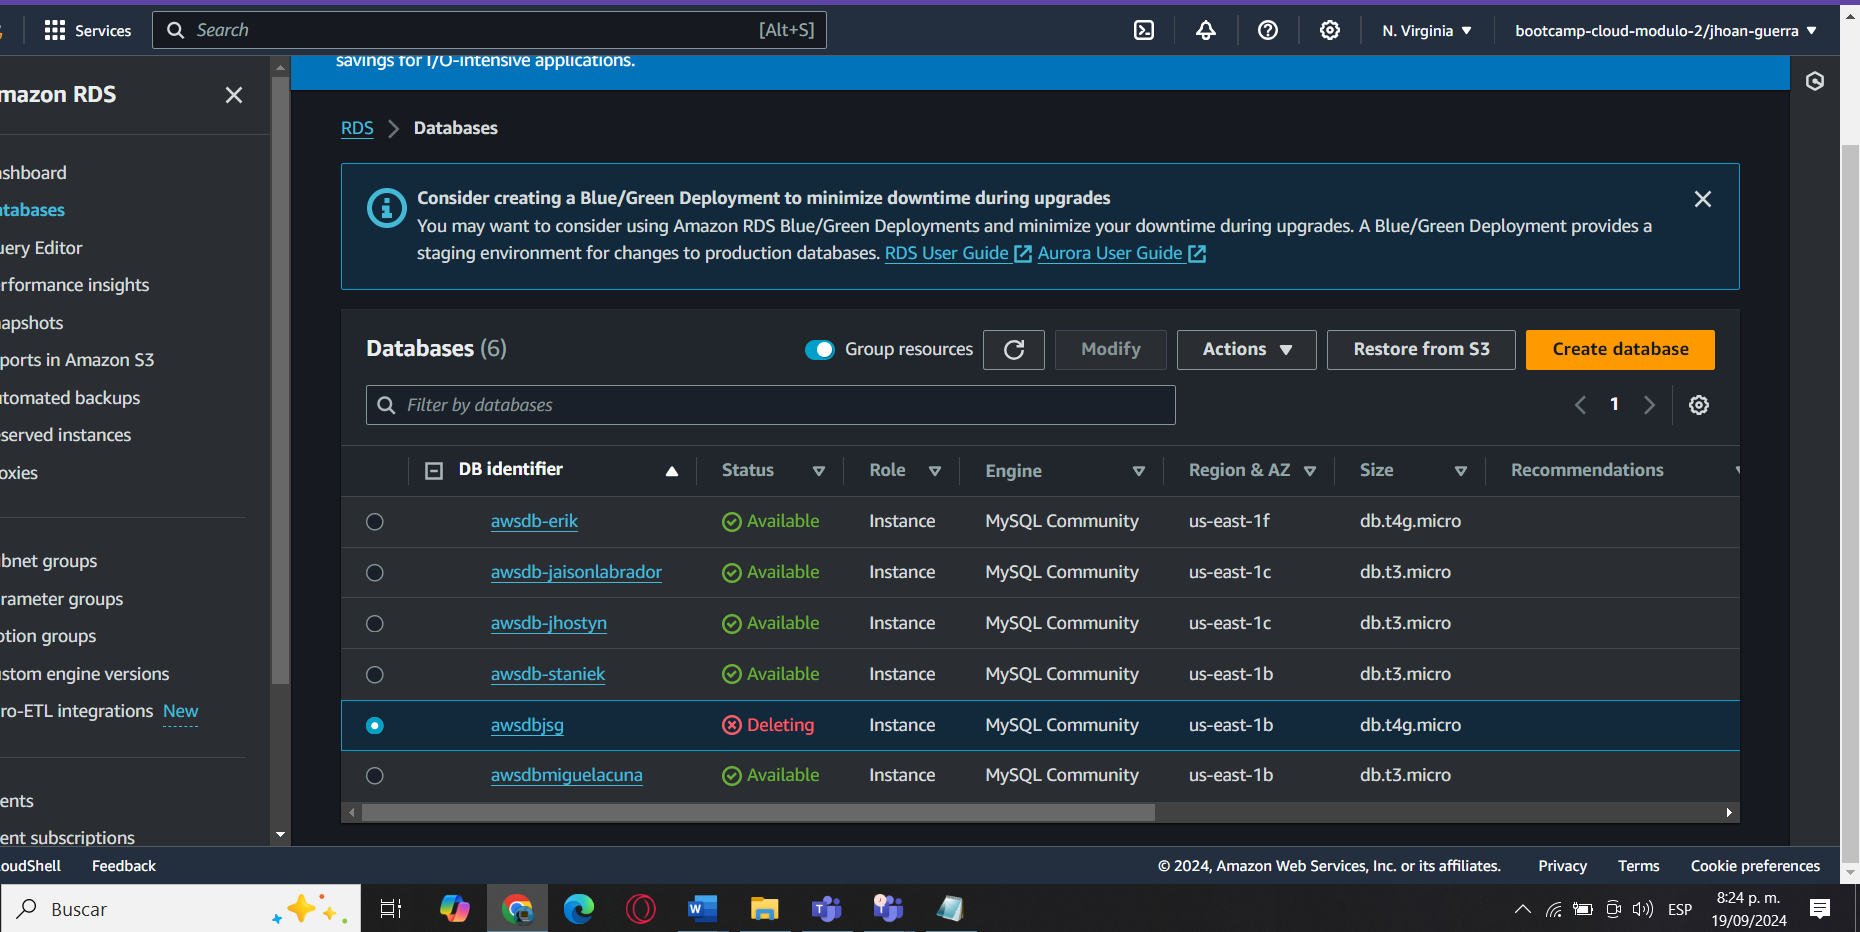 Services
Search
[Alt+S]
N. Virginia
bootcamp-cloud-modulo-2/jhoan-guerra
savings for I/O-intensive applications.
mazon RDS
shboard
tabases
uery Editor
rformance insights
apshots
ports in Amazon S3
tomated backups
served instances
oxies
bnet groups
rameter groups
tion groups
stom engine versions
ro-ETL integrations New
ents
ent subscriptions
RDS > Databases
Consider creating a Blue/Green Deployment to minimize downtime during upgrades
You may want to consider using Amazon RDS Blue/Green Deployments and minimize your downtime during upgrades. A Blue/Green Deployment provides a
staging environment for changes to production databases. RDS User Guide Aurora User Guide
Databases (6)
Group resources
Modify
Actions
Restore from S3
Create database
Filter by databases
1
DB identifier Status Role Engine Region & AZ Size Recommendations
awsdb-erik Available Instance MySQL Community us-east-1f db.t4g.micro
awsdb-jaisonlabrador Available Instance MySQL Community us-east-1c db.t3.micro
awsdb-jhostyn Available Instance MySQL Community us-east-1c db.t3.micro
awsdb-staniek Available Instance MySQL Community us-east-1b db.t3.micro
awsdbjsg Deleting Instance MySQL Community us-east-1b db.t4g.micro
awsdbmiguelacuna Available Instance MySQL Community us-east-1b db.t3.micro
oudShell Feedback
© 2024, Amazon Web Services, Inc. or its affiliates. Privacy Terms Cookie preferences
Buscar
ESP
8:24 p. m.
19/09/2024